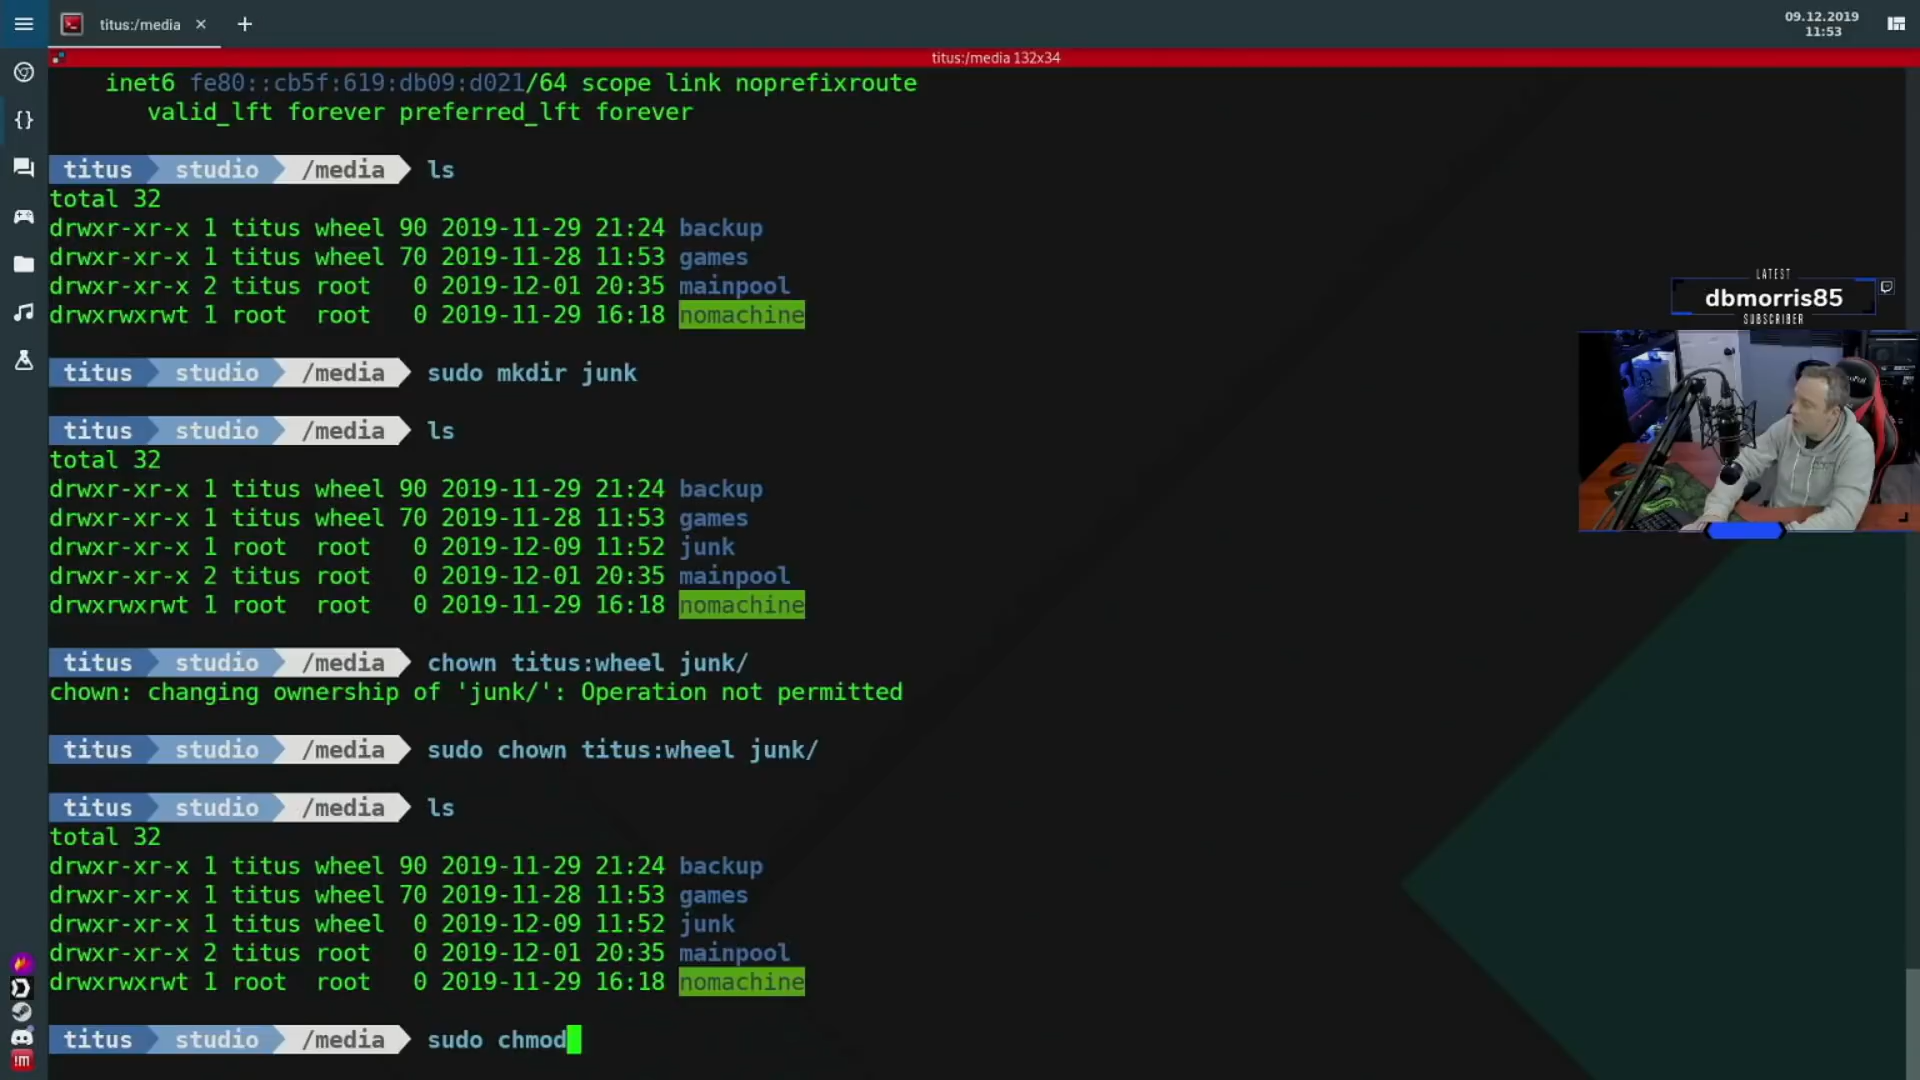 titus:/media
09.12.2019
11:53
titus:/media 132x34
inet6 fe80::cb5f:619:db09:d021/64 scope link noprefixroute
valid_lft forever preferred_lft forever
titus studio /media ls
total 32
drwxr-xr-x 1 titus wheel 90 2019-11-29 21:24 backup
drwxr-xr-x 1 titus wheel 70 2019-11-28 11:53 games
drwxr-xr-x 2 titus root 0 2019-12-01 20:35 mainpool
drwxrwxrwt 1 root root 0 2019-11-29 16:18 nomachine
titus studio /media sudo mkdir junk
titus studio /media ls
total 32
drwxr-xr-x 1 titus wheel 90 2019-11-29 21:24 backup
drwxr-xr-x 1 titus wheel 70 2019-11-28 11:53 games
drwxr-xr-x 1 root root 0 2019-12-09 11:52 junk
drwxr-xr-x 2 titus root 0 2019-12-01 20:35 mainpool
drwxrwxrwt 1 root root 0 2019-11-29 16:18 nomachine
titus studio /media chown titus:wheel junk/
chown: changing ownership of 'junk/': Operation not permitted
titus studio /media sudo chown titus:wheel junk/
titus studio /media ls
total 32
drwxr-xr-x 1 titus wheel 90 2019-11-29 21:24 backup
drwxr-xr-x 1 titus wheel 70 2019-11-28 11:53 games
drwxr-xr-x 1 titus wheel 0 2019-12-09 11:52 junk
drwxr-xr-x 2 titus root 0 2019-12-01 20:35 mainpool
drwxrwxrwt 1 root root 0 2019-11-29 16:18 nomachine
titus studio /media sudo chmod
LATEST
dbmorris85
SUBSCRIBER